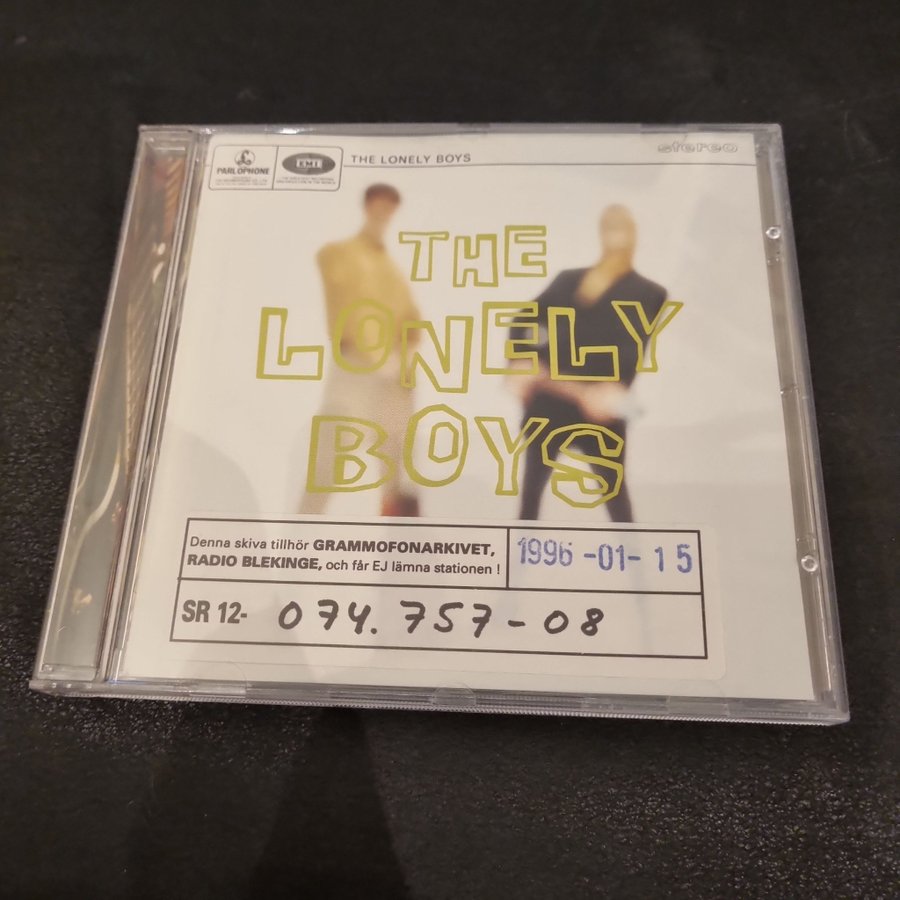 PARLOPHONE
EMI
THE LONELY BOYS
stereo
THE
LONELY
BOYS
Denna skiva tillhör GRAMMOFONARKIVET,
RADIO BLEKINGE, och får EJ lämna stationen !
1996-01-15
SR 12- 074.757-08